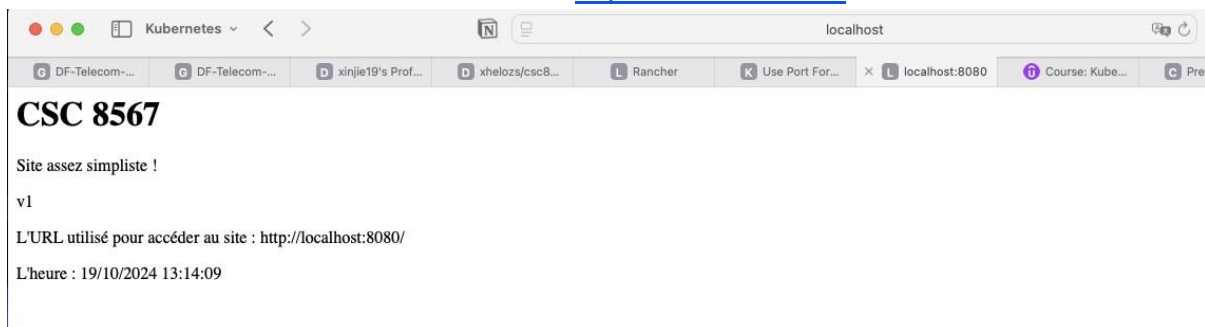 Kubernetes
localhost
DF-Telecom-...
DF-Telecom-...
xinjie19's Prof...
xhelozs/csc8...
Rancher
Use Port For...
localhost:8080
Course: Kube...
Pre
CSC 8567
Site assez simpliste !
v1
L'URL utilisé pour accéder au site : http://localhost:8080/
L'heure : 19/10/2024 13:14:09